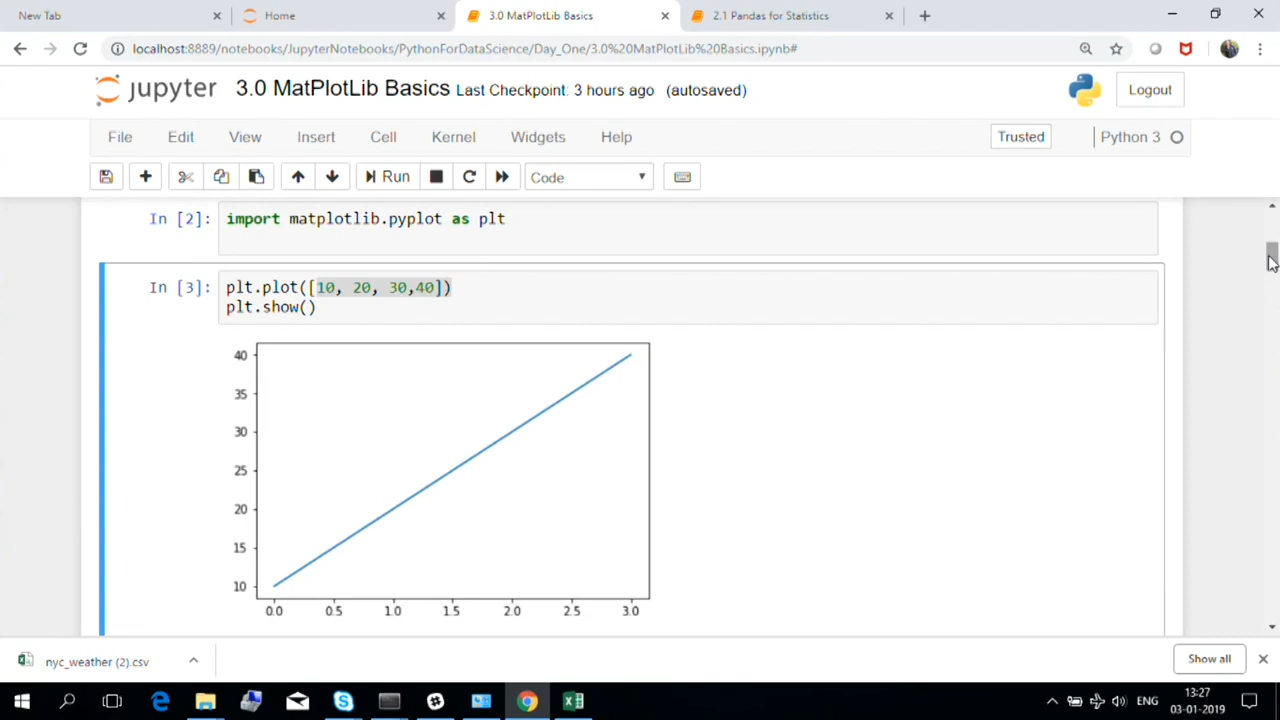 New Tab
Home
3.0 MatPlotLib Basics
2.1 Pandas for Statistics
localhost:8889/notebooks/JupyterNotebooks/PythonForDataScience/Day_One/3.0%20MatPlotLib%20Basics.ipynb#
jupyter 3.0 MatPlotLib Basics Last Checkpoint: 3 hours ago (autosaved)
Logout
File Edit View Insert Cell Kernel Widgets Help
Trusted
Python 3
Run
Code
In [2]: import matplotlib.pyplot as plt
In [3]: plt.plot([10, 20, 30,40])
plt.show()
40
35
30
25
20
15
10
0.0 0.5 1.0 1.5 2.0 2.5 3.0
nyc_weather (2).csv
Show all
ENG
13:27
03-01-2019